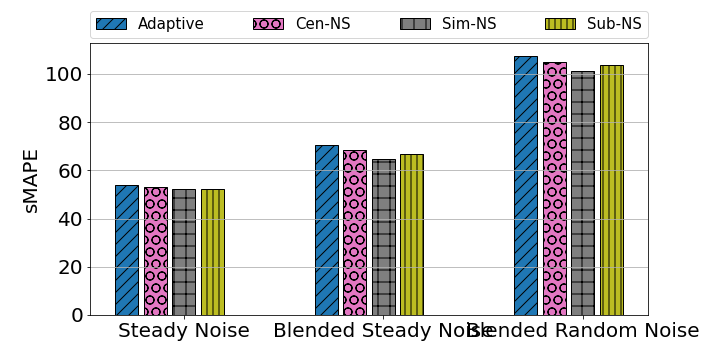 Adaptive Cen-NS Sim-NS Sub-NS
100
80
60
40
20
0
sMAPE
Steady Noise Blended Steady Noise Blended Random Noise